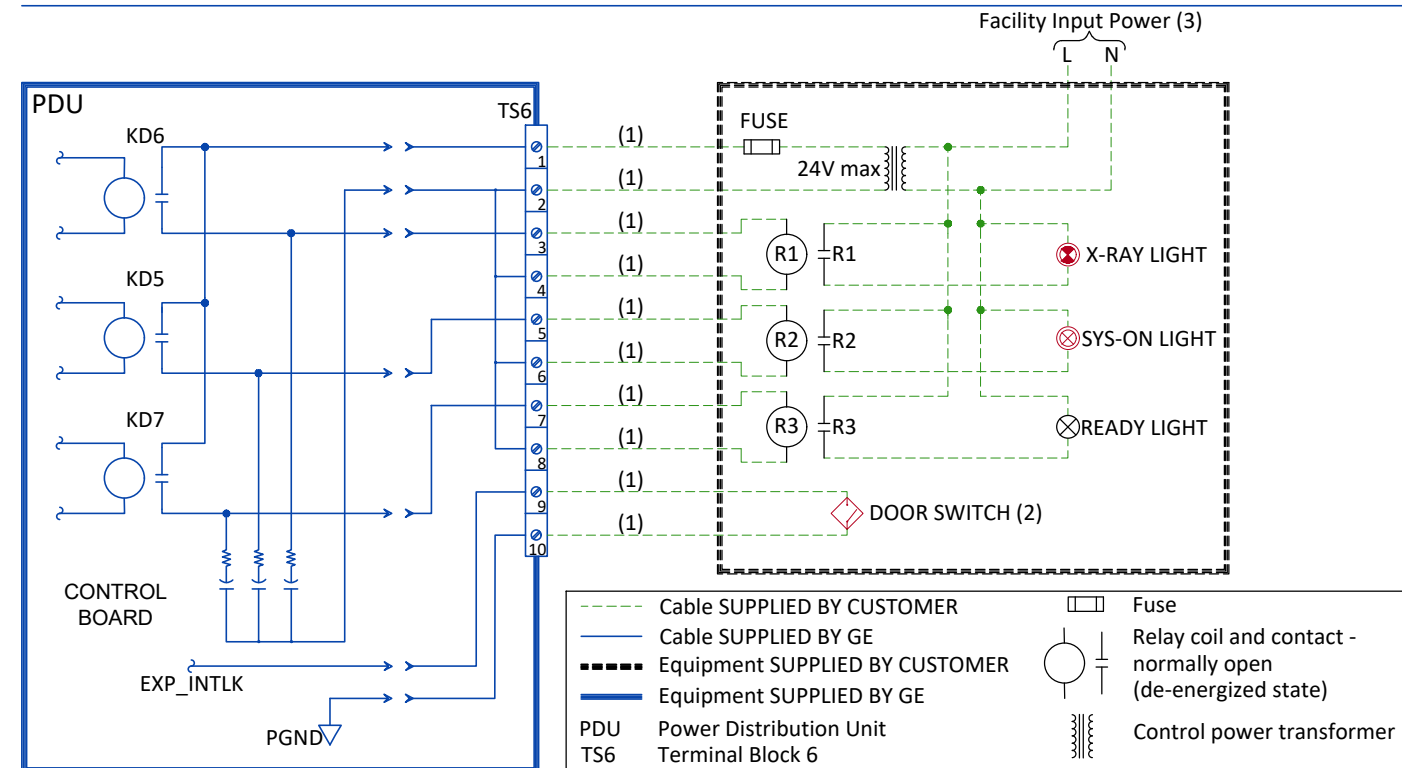 Facility Input Power (3)
L N
PDU
TS6
KD6
KD5
KD7
CONTROL
BOARD
EXP_INTLK
PGND
1
2
3
4
5
6
7
8
9
10
(1)
(1)
(1)
(1)
(1)
(1)
(1)
(1)
(1)
(1)
FUSE
24V max
R1 R1 X-RAY LIGHT
R2 R2 SYS-ON LIGHT
R3 R3 READY LIGHT
DOOR SWITCH (2)
Cable SUPPLIED BY CUSTOMER
Cable SUPPLIED BY GE
Equipment SUPPLIED BY CUSTOMER
Equipment SUPPLIED BY GE
PDU Power Distribution Unit
TS6 Terminal Block 6
Fuse
Relay coil and contact -
normally open
(de-energized state)
Control power transformer